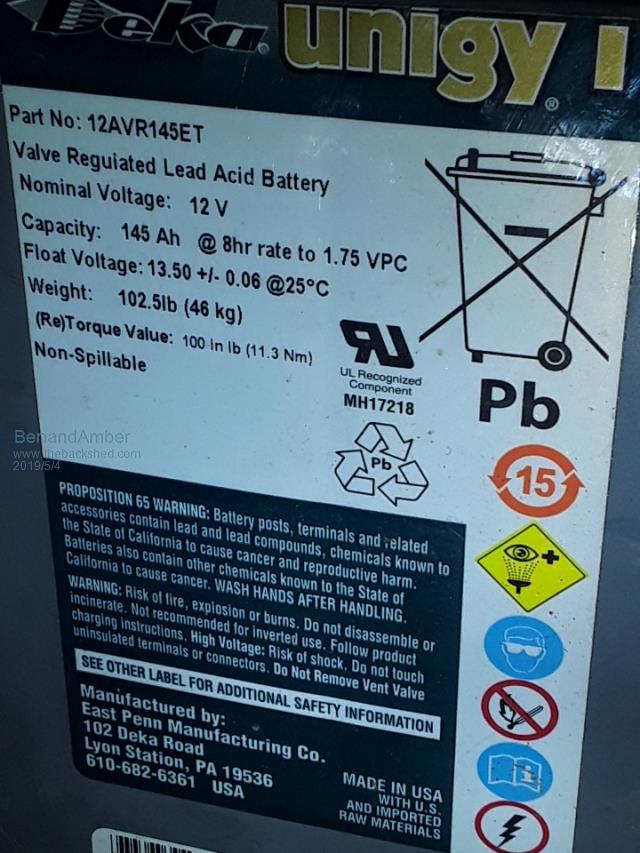 Deka® unigy I
®
Part No: 12AVR145ET
Valve Regulated Lead Acid Battery
Nominal Voltage: 12 V
Capacity: 145 Ah @ 8hr rate to 1.75 VPC
Float Voltage: 13.50 +/- 0.06 @25°C
Weight: 102.5lb (46 kg)
(Re)Torque Value: 100 in lb (11.3 Nm)
Non-Spillable
UL Recognized
Component
MH17218
Pb
Pb
15
BenandAmber
www.thebackshed.com
2019/5/4
PROPOSITION 65 WARNING: Battery posts, terminals and related
accessories contain lead and lead compounds, chemicals known to
the State of California to cause cancer and reproductive harm.
Batteries also contain other chemicals known to the State of
California to cause cancer. WASH HANDS AFTER HANDLING.
WARNING: Risk of fire, explosion or burns. Do not disassemble or
incinerate. Not recommended for inverted use. Follow product
charging instructions. High Voltage: Risk of shock. Do not touch
uninsulated terminals or connectors. Do Not Remove Vent Valve
SEE OTHER LABEL FOR ADDITIONAL SAFETY INFORMATION
Manufactured by:
East Penn Manufacturing Co.
102 Deka Road
Lyon Station, PA 19536
610-682-6361 USA
MADE IN USA
WITH U.S.
AND IMPORTED
RAW MATERIALS